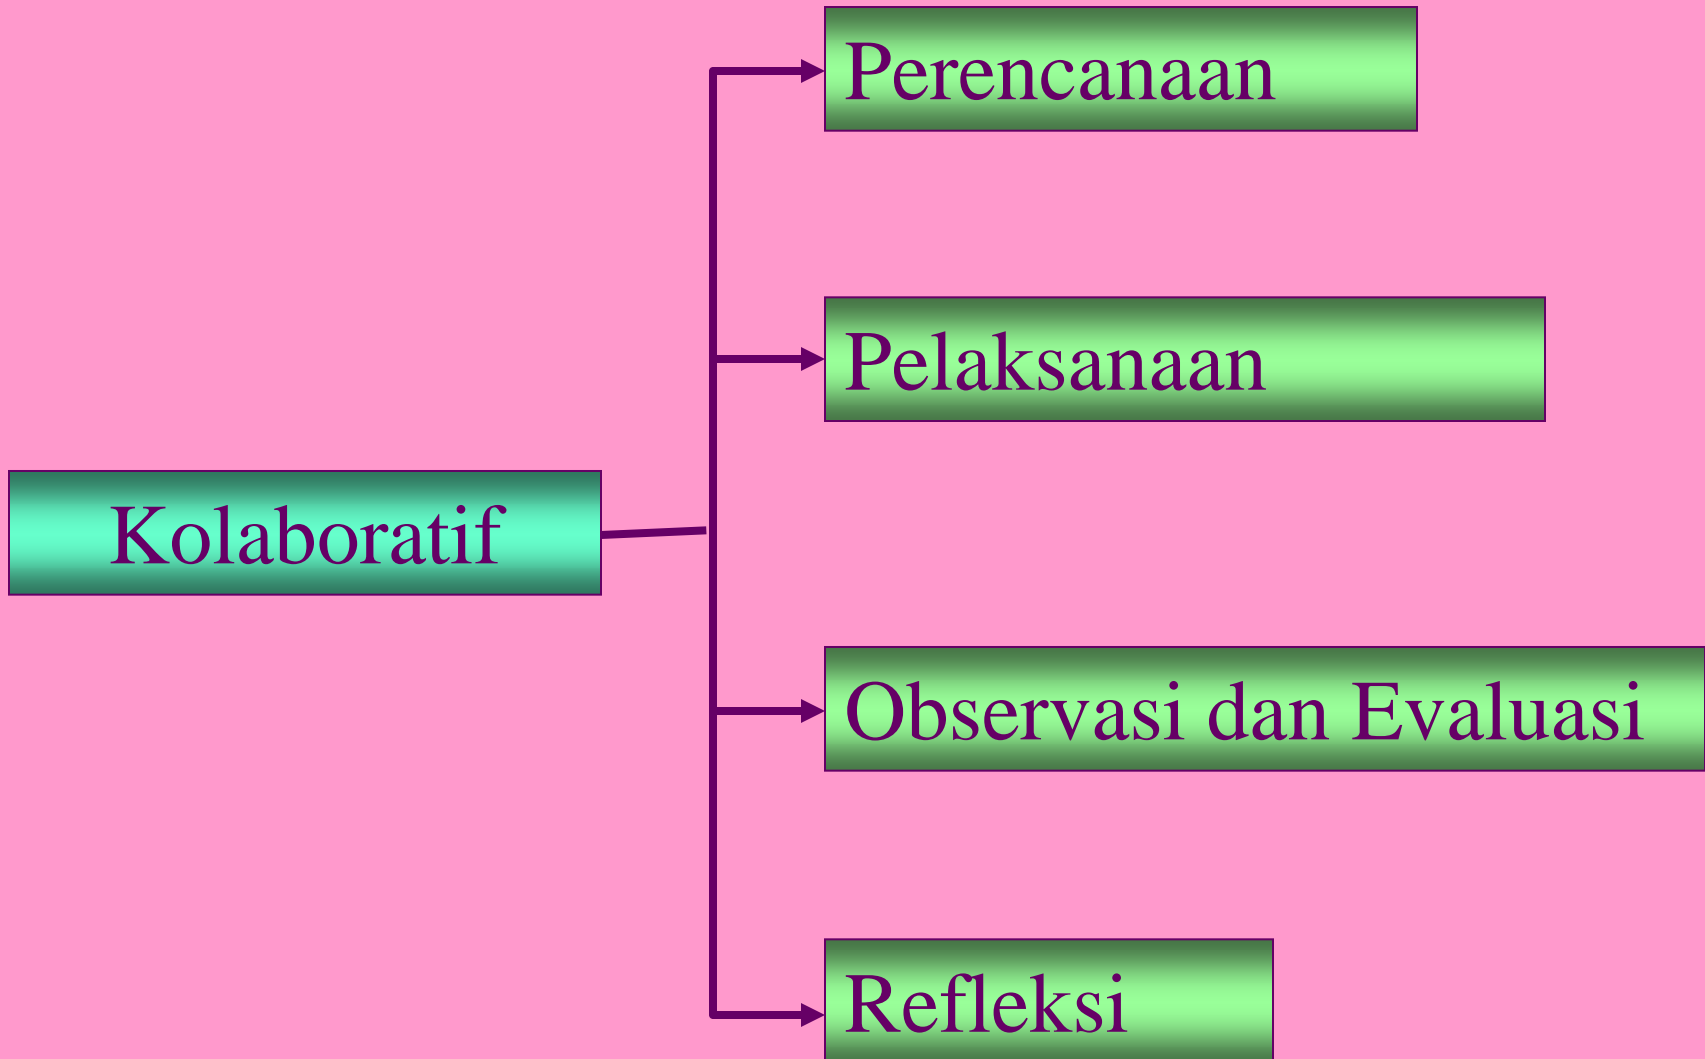 Perencanaan
Pelaksanaan
Kolaboratif
Observasi dan Evaluasi
Refleksi